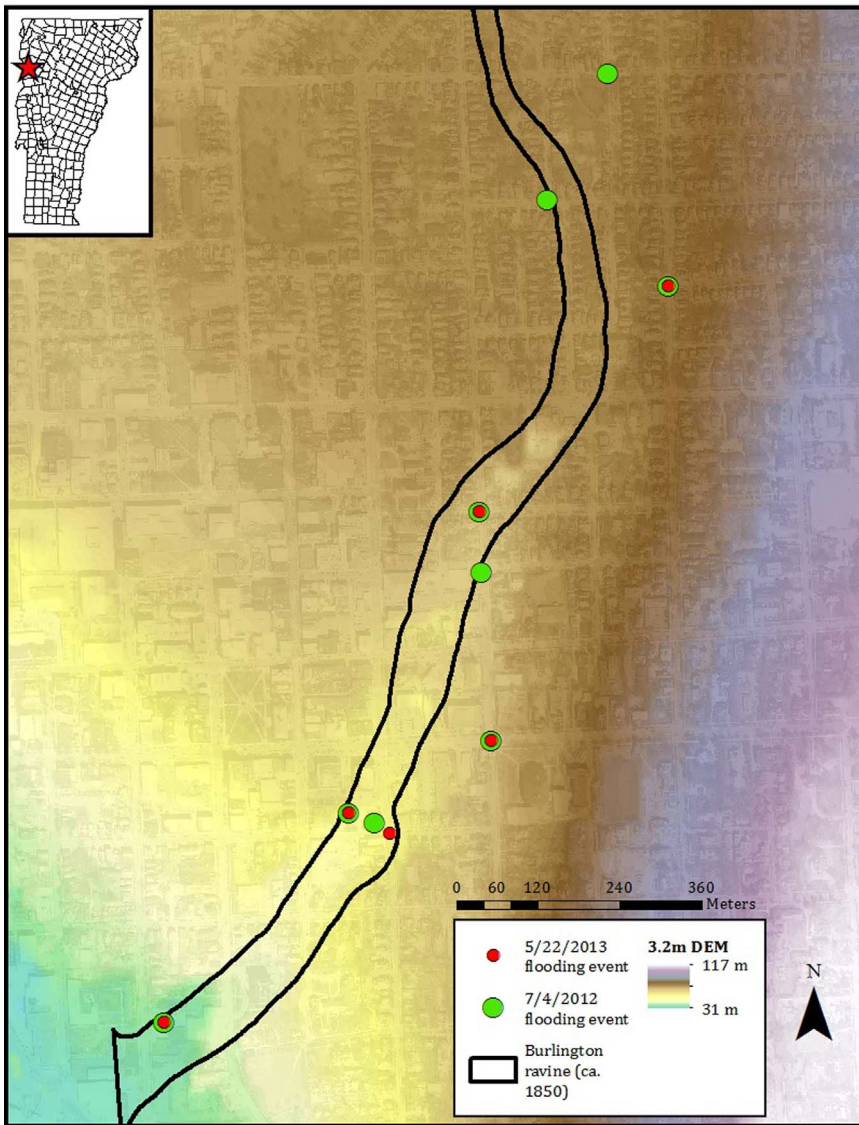 0 60 120 240 360
Meters
5/22/2013
flooding event
7/4/2012
flooding event
Burlington
ravine (ca.
1850)
3.2m DEM
117 m
31 m
N